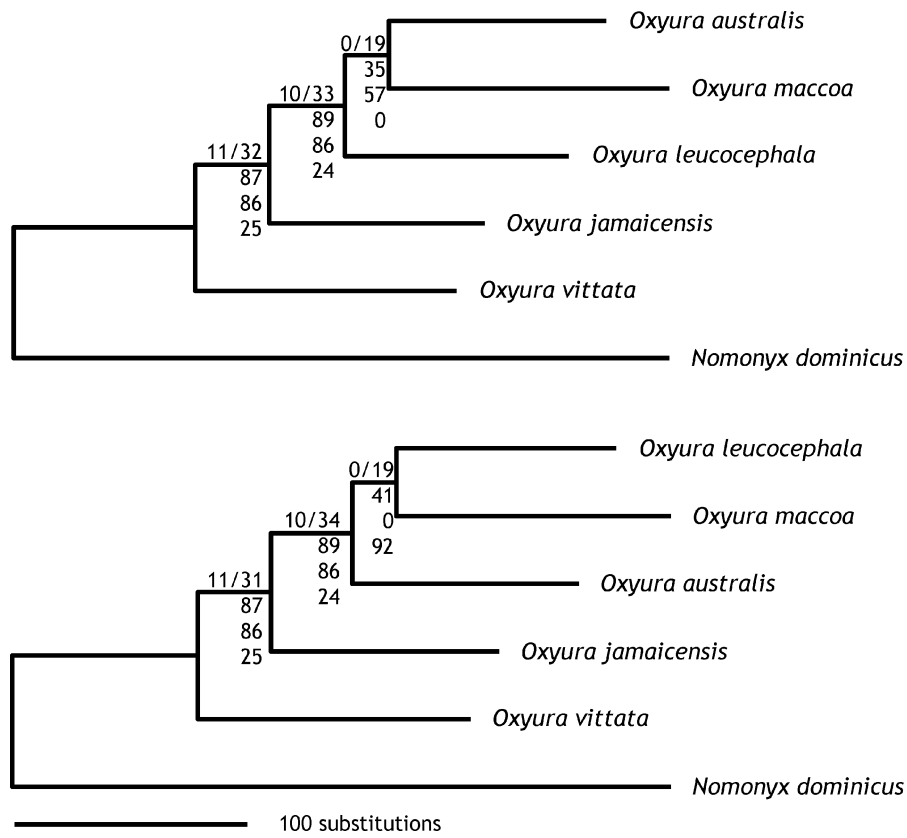 Oxyura australis
0/19
35
Oxyura maccoa
57
10/33
0
89
86
Oxyura leucocephala
24
11/32
87
86
25
Oxyura jamaicensis
Oxyura vittata
Nomonyx dominicus
Oxyura leucocephala
0/19
41
Oxyura maccoa
0
10/34
92
89
86
Oxyura australis
24
11/31
87
86
25
Oxyura jamaicensis
Oxyura vittata
Nomonyx dominicus
100 substitutions